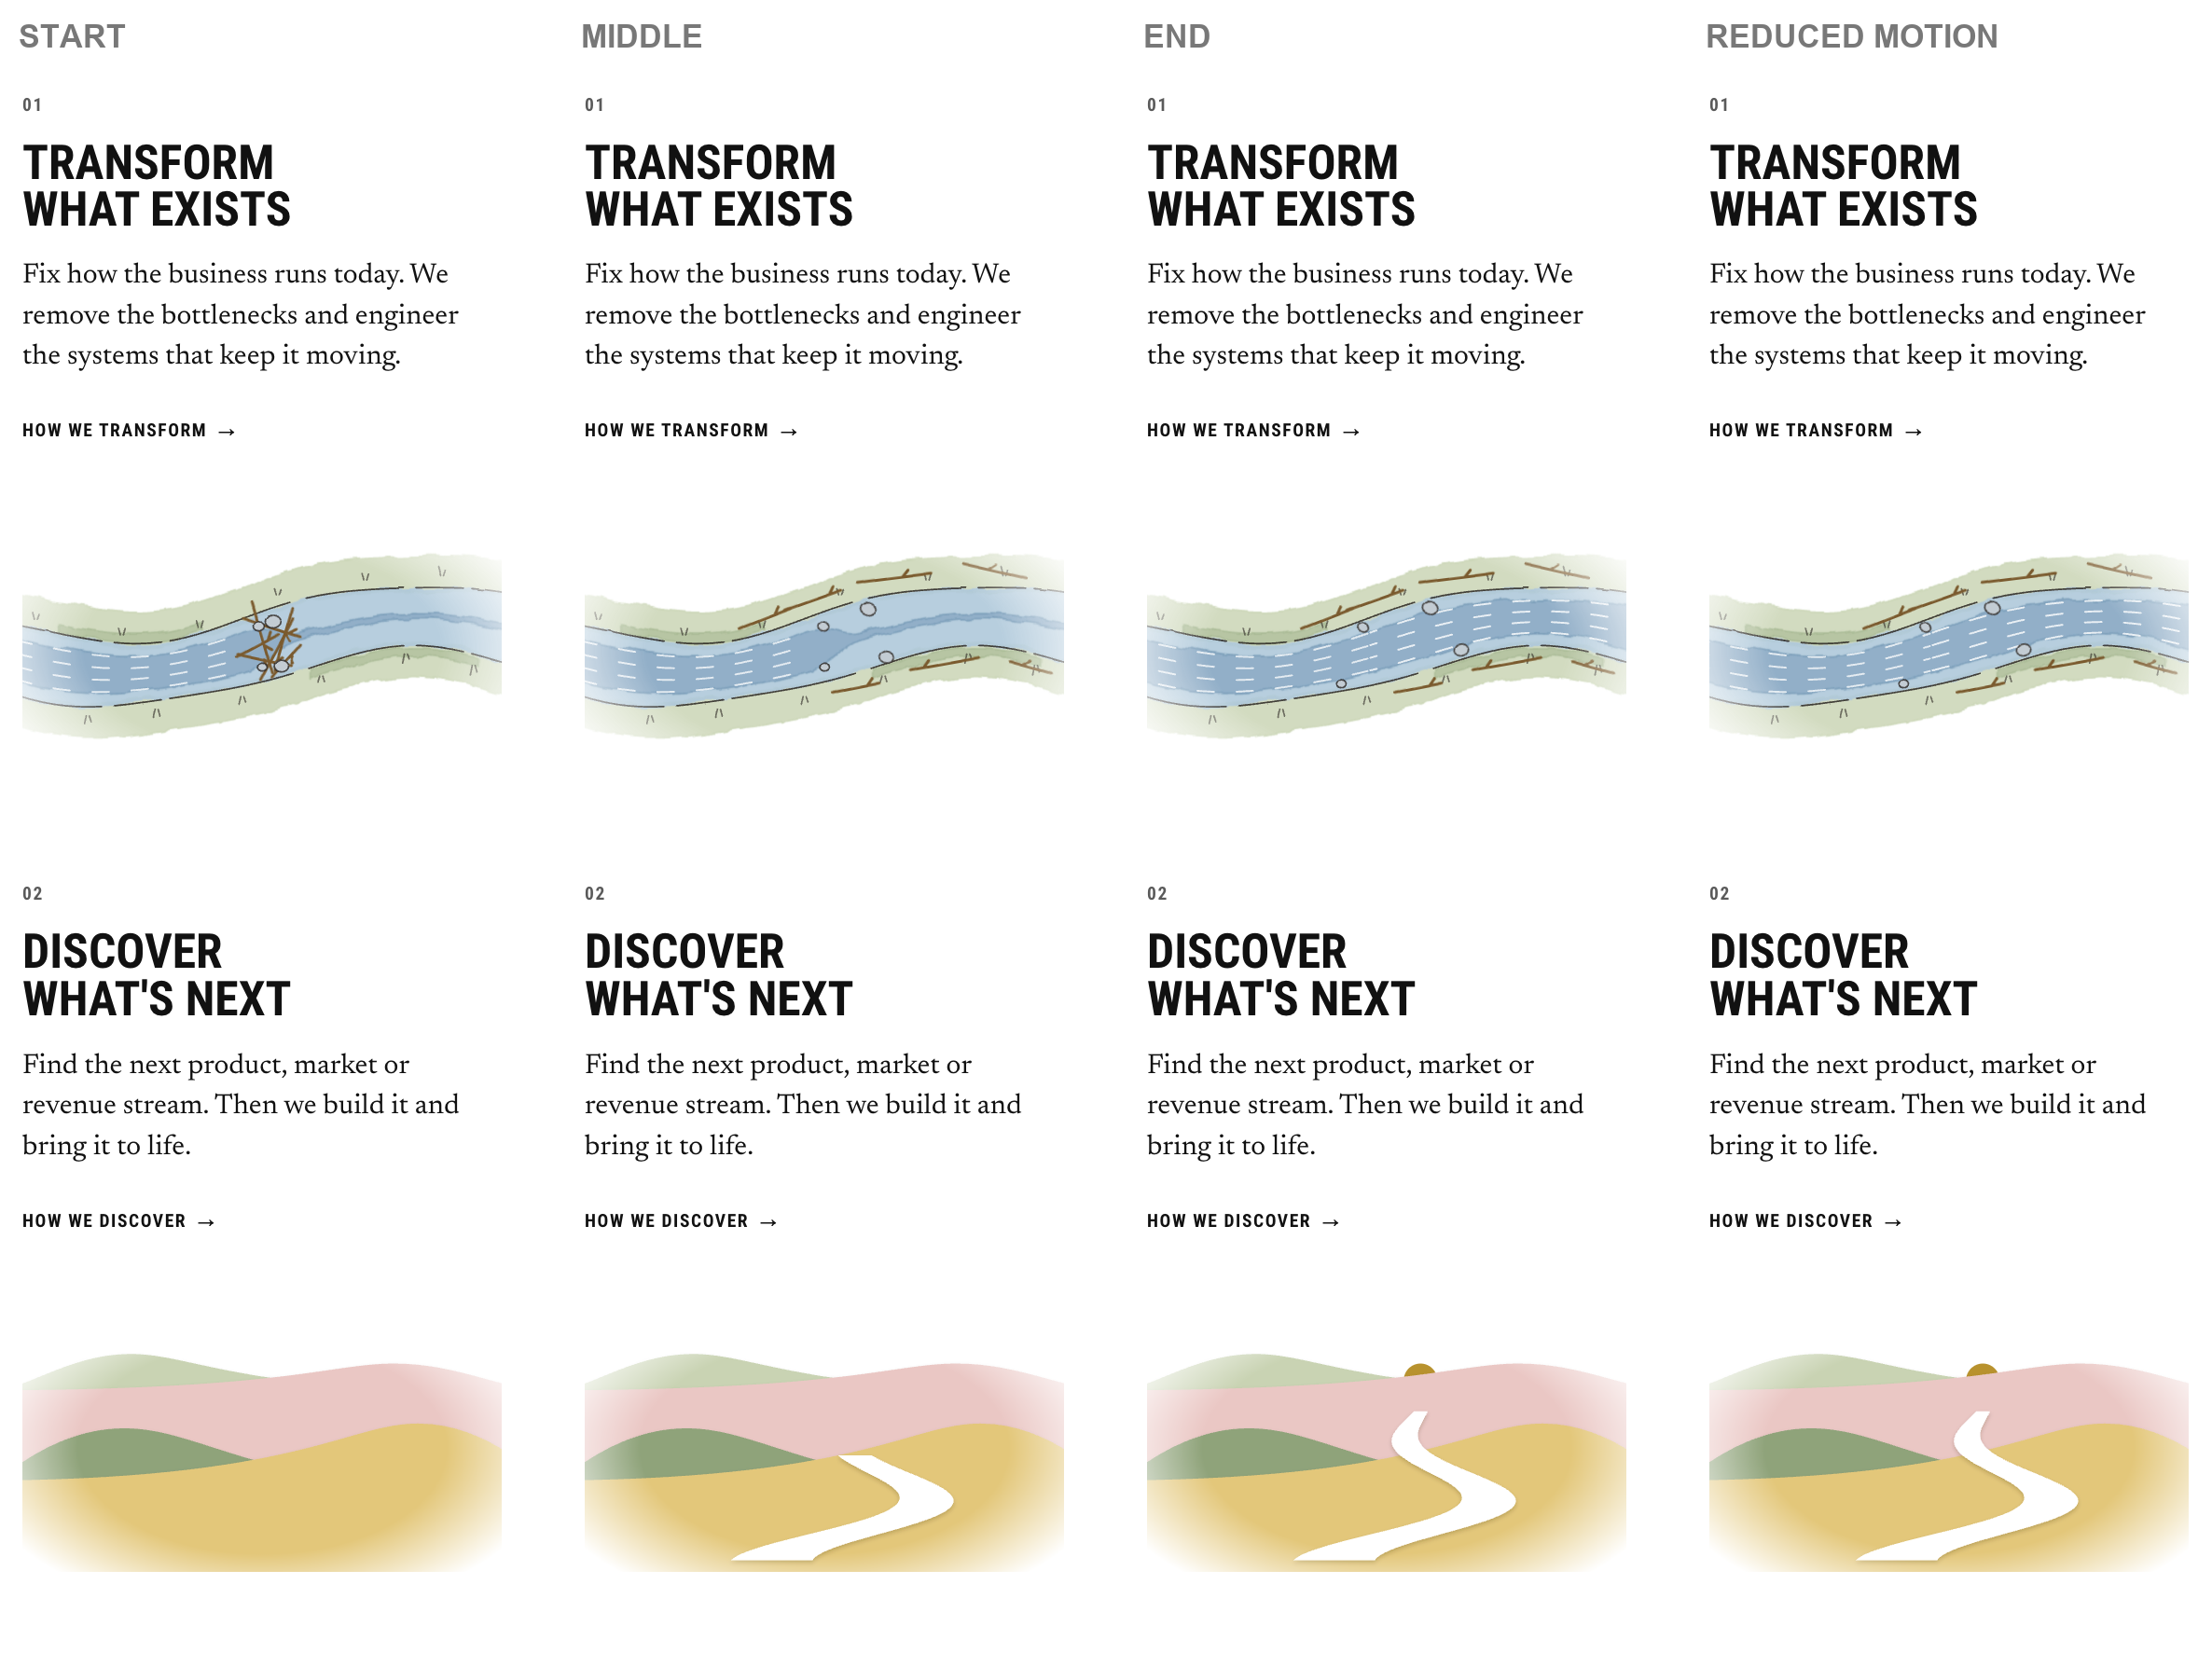 START
MIDDLE
END
REDUCED MOTION
01
TRANSFORM
WHAT EXISTS
Fix how the business runs today. We
remove the bottlenecks and engineer
the systems that keep it moving.
HOW WE TRANSFORM →
01
TRANSFORM
WHAT EXISTS
Fix how the business runs today. We
remove the bottlenecks and engineer
the systems that keep it moving.
HOW WE TRANSFORM →
01
TRANSFORM
WHAT EXISTS
Fix how the business runs today. We
remove the bottlenecks and engineer
the systems that keep it moving.
HOW WE TRANSFORM →
01
TRANSFORM
WHAT EXISTS
Fix how the business runs today. We
remove the bottlenecks and engineer
the systems that keep it moving.
HOW WE TRANSFORM →
02
DISCOVER
WHAT'S NEXT
Find the next product, market or
revenue stream. Then we build it and
bring it to life.
HOW WE DISCOVER →
02
DISCOVER
WHAT'S NEXT
Find the next product, market or
revenue stream. Then we build it and
bring it to life.
HOW WE DISCOVER →
02
DISCOVER
WHAT'S NEXT
Find the next product, market or
revenue stream. Then we build it and
bring it to life.
HOW WE DISCOVER →
02
DISCOVER
WHAT'S NEXT
Find the next product, market or
revenue stream. Then we build it and
bring it to life.
HOW WE DISCOVER →